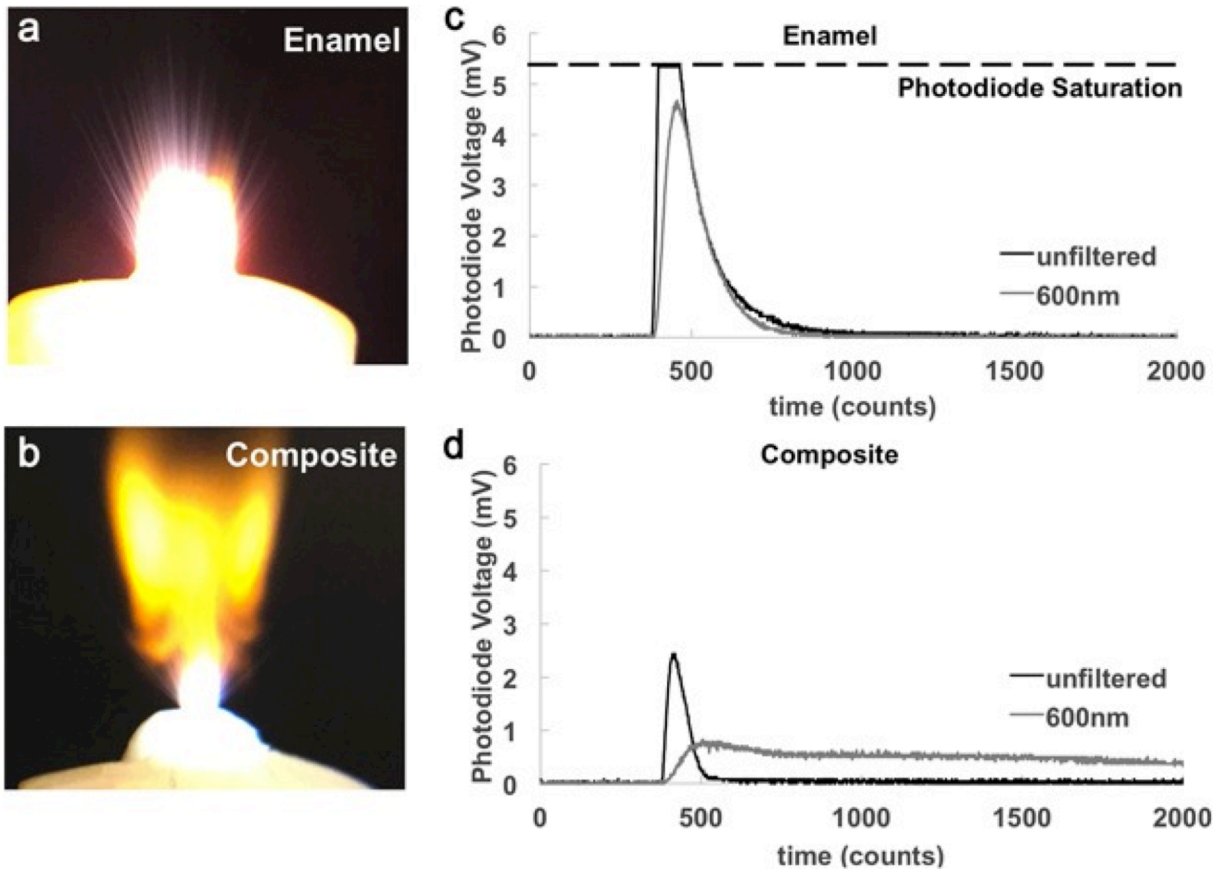 a
Enamel
b
Composite
c
Enamel
Photodiode Saturation
Photodiode Voltage (mV)
6
5
4
3
2
1
0
unfiltered
600nm
0 500 1000 1500 2000
time (counts)
d
Composite
Photodiode Voltage (mV)
6
5
4
3
2
1
0
unfiltered
600nm
0 500 1000 1500 2000
time (counts)